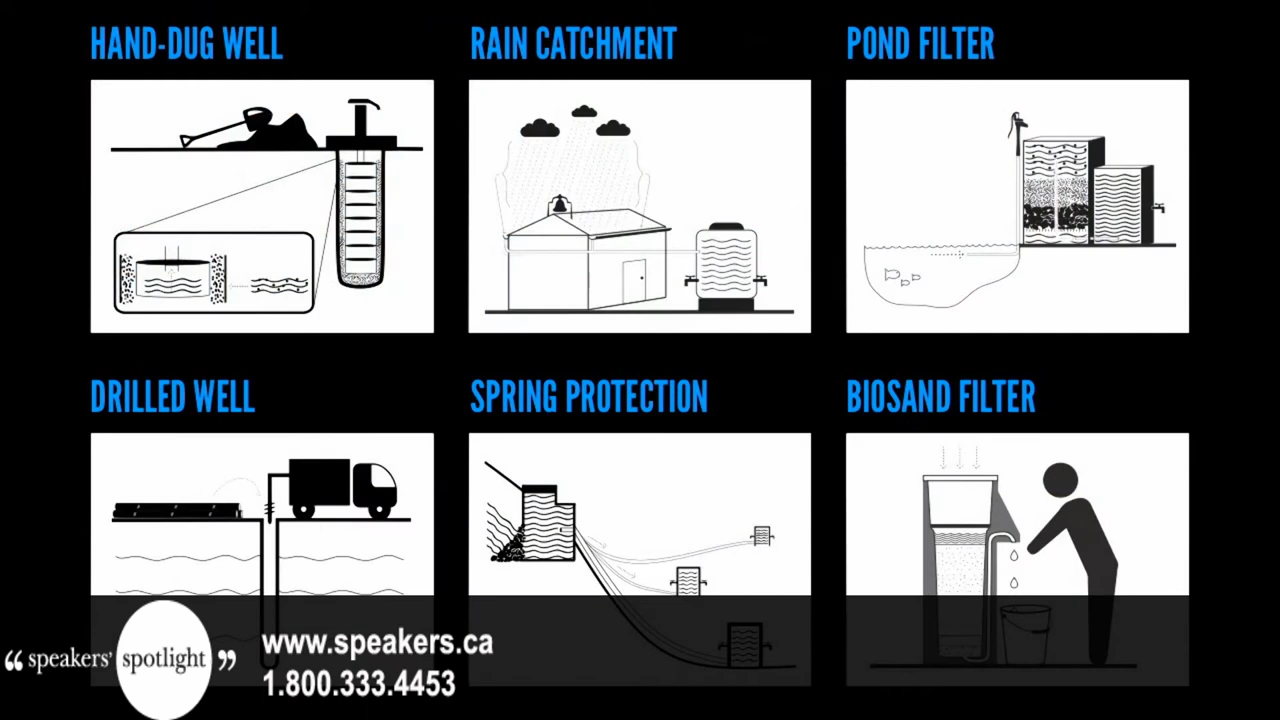 HAND-DUG WELL
RAIN CATCHMENT
POND FILTER
DRILLED WELL
SPRING PROTECTION
BIOSAND FILTER
“ speakers’ spotlight ”
www.speakers.ca
1.800.333.4453